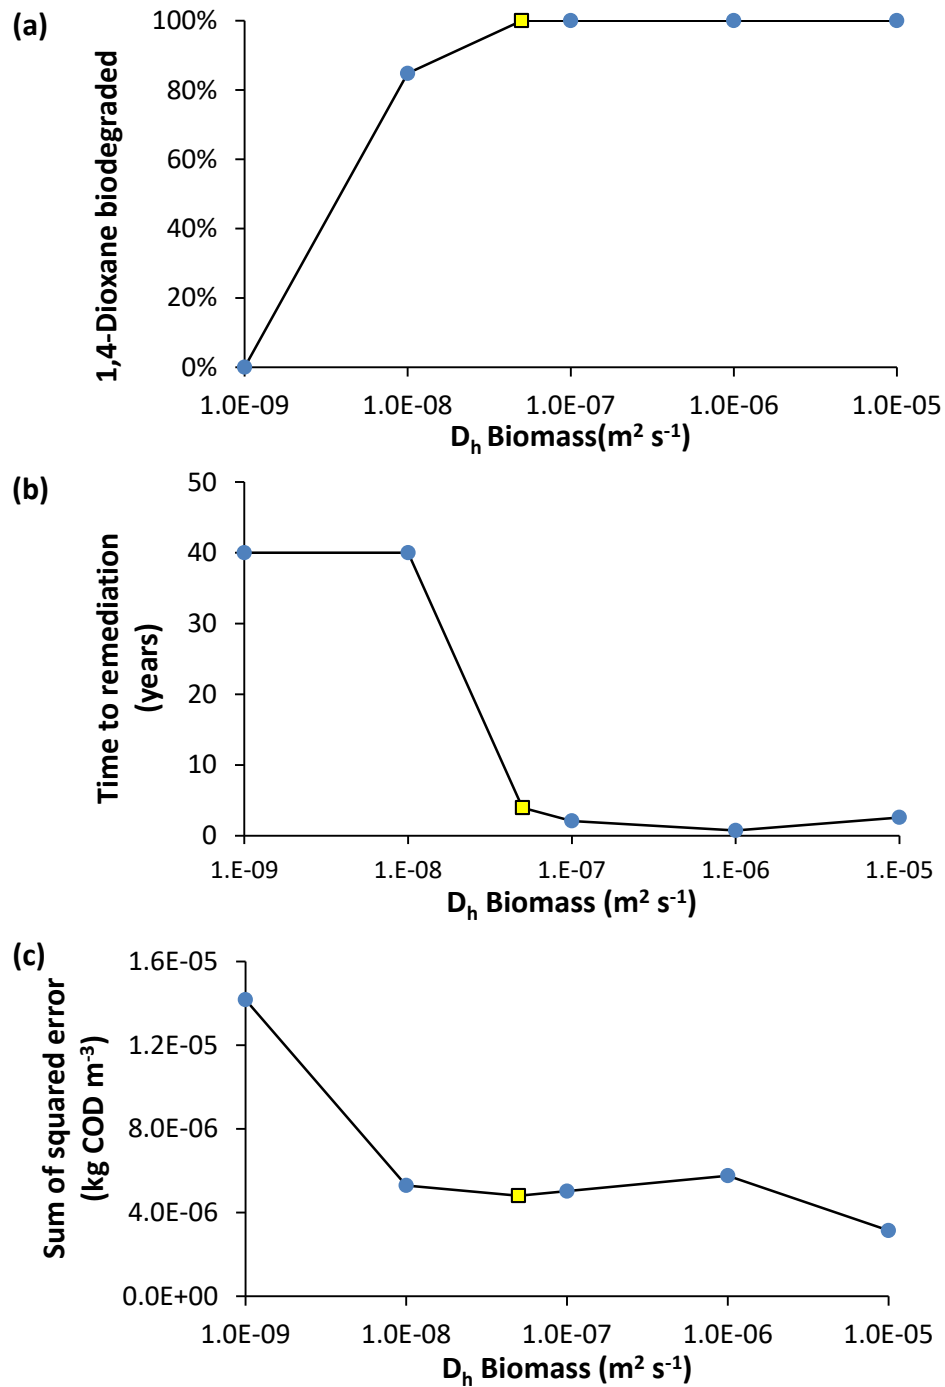 (a)
1,4-Dioxane biodegraded
100%
80%
60%
40%
20%
0%
1.0E-09 1.0E-08 1.0E-07 1.0E-06 1.0E-05
Dₕ Biomass(m² s⁻¹)
(b)
Time to remediation
(years)
50
40
30
20
10
0
1.E-09 1.E-08 1.E-07 1.E-06 1.E-05
Dₕ Biomass (m² s⁻¹)
(c)
Sum of squared error
(kg COD m⁻³)
1.6E-05
1.2E-05
8.0E-06
4.0E-06
0.0E+00
1.0E-09 1.0E-08 1.0E-07 1.0E-06 1.0E-05
Dₕ Biomass (m² s⁻¹)